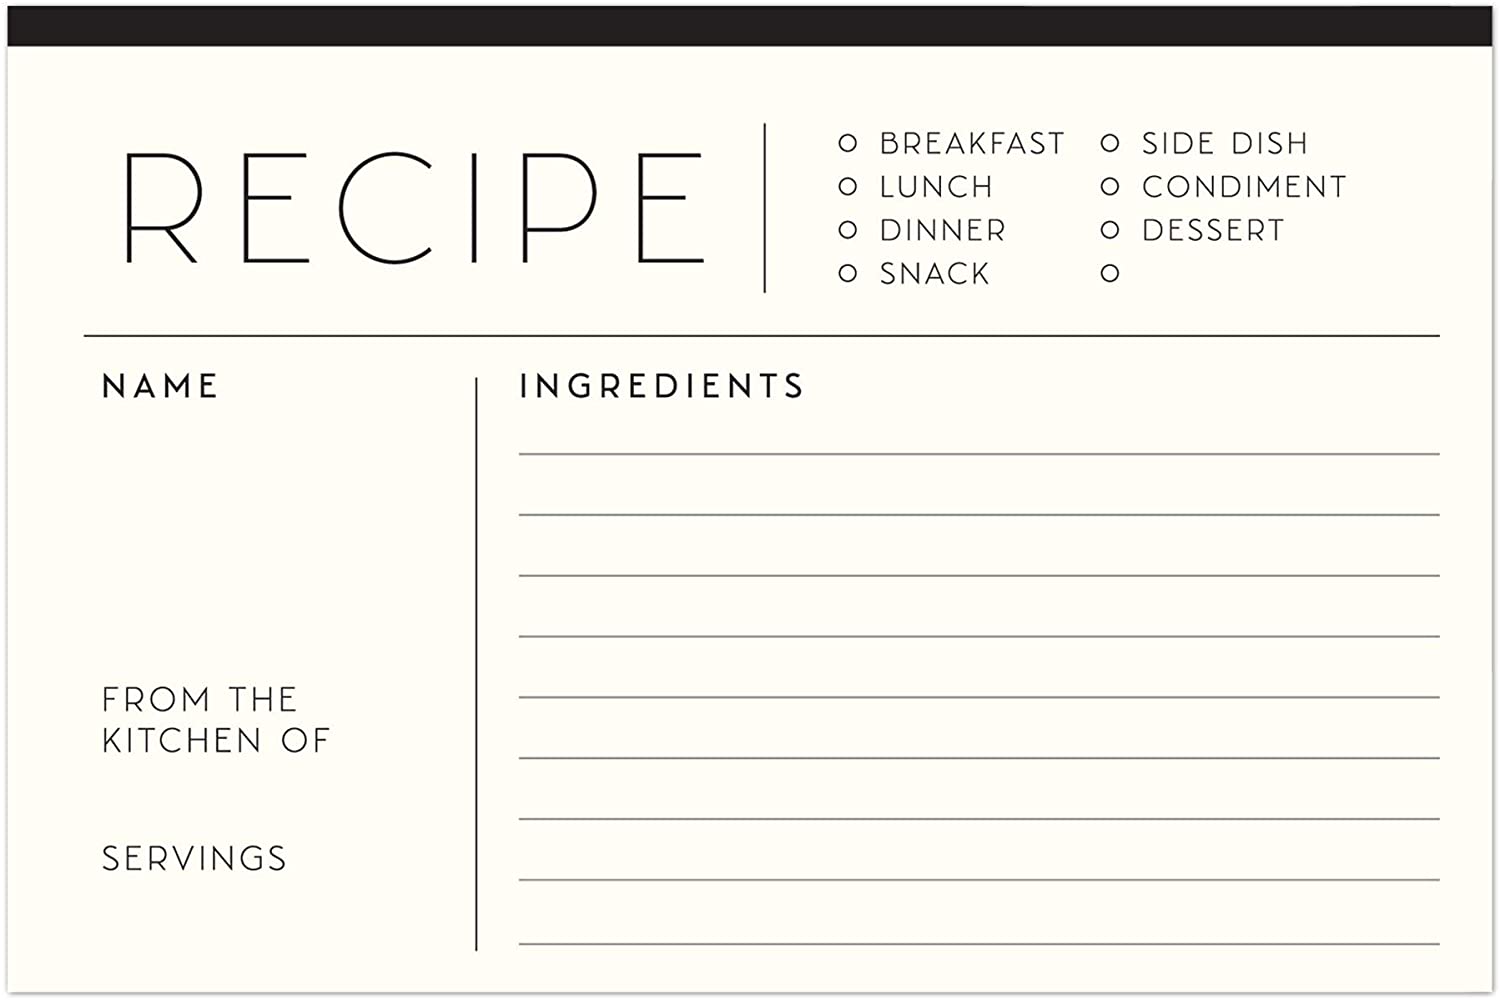 RECIPE
BREAKFAST
LUNCH
DINNER
SNACK
SIDE DISH
CONDIMENT
DESSERT
NAME
FROM THE
KITCHEN OF
SERVINGS
INGREDIENTS